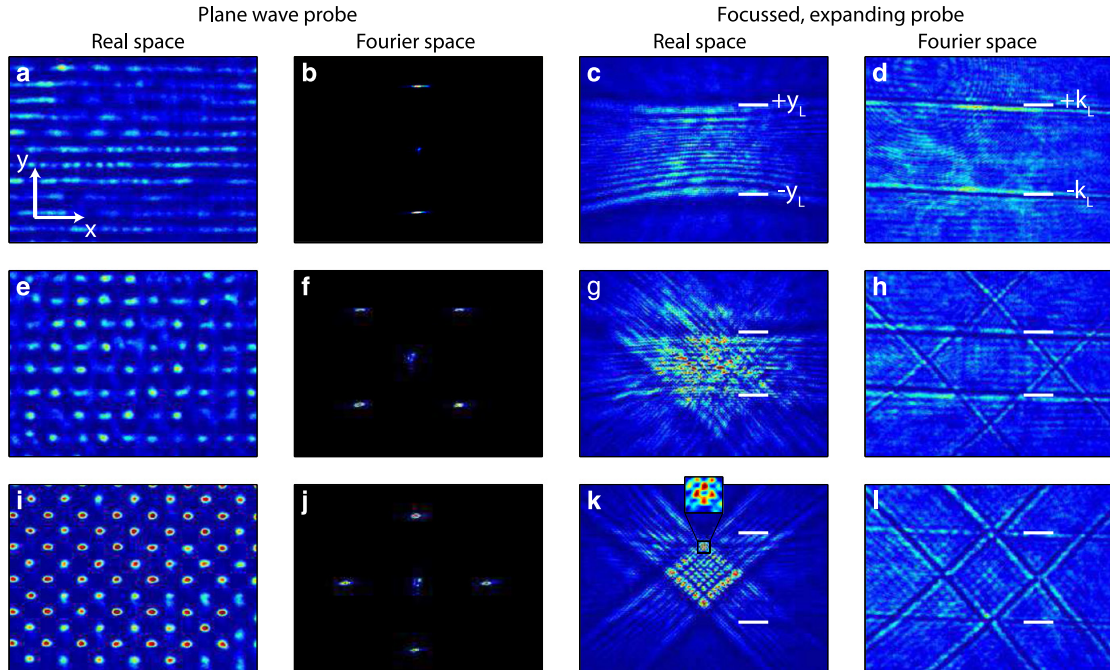 Plane wave probe
Focussed, expanding probe
Real space
Fourier space
Real space
Fourier space
a
y
x
b
c
+y_L
-y_L
d
+k_L
-k_L
e
f
g
h
i
j
k
l